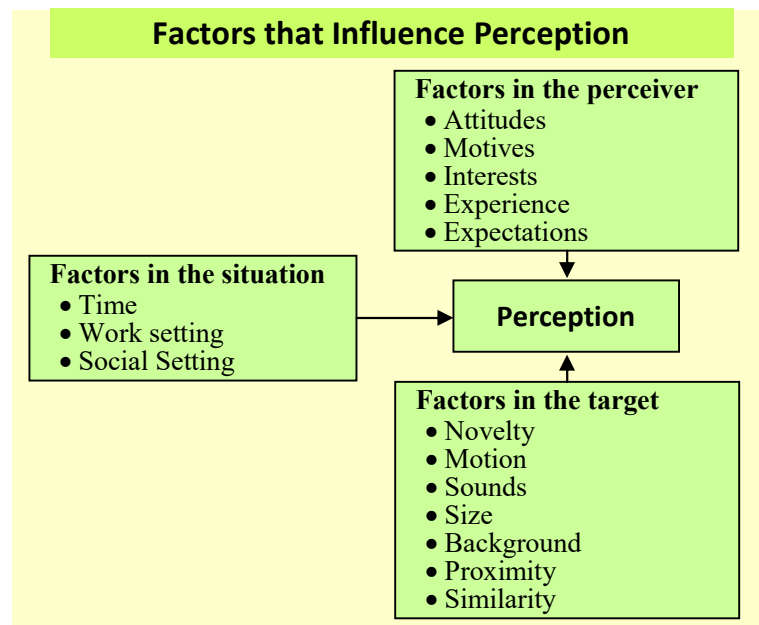 Factors that Influence Perception
Factors in the perceiver
• Attitudes
• Motives
• Interests
• Experience
• Expectations
Factors in the situation
• Time
• Work setting
• Social Setting
Perception
Factors in the target
• Novelty
• Motion
• Sounds
• Size
• Background
• Proximity
• Similarity